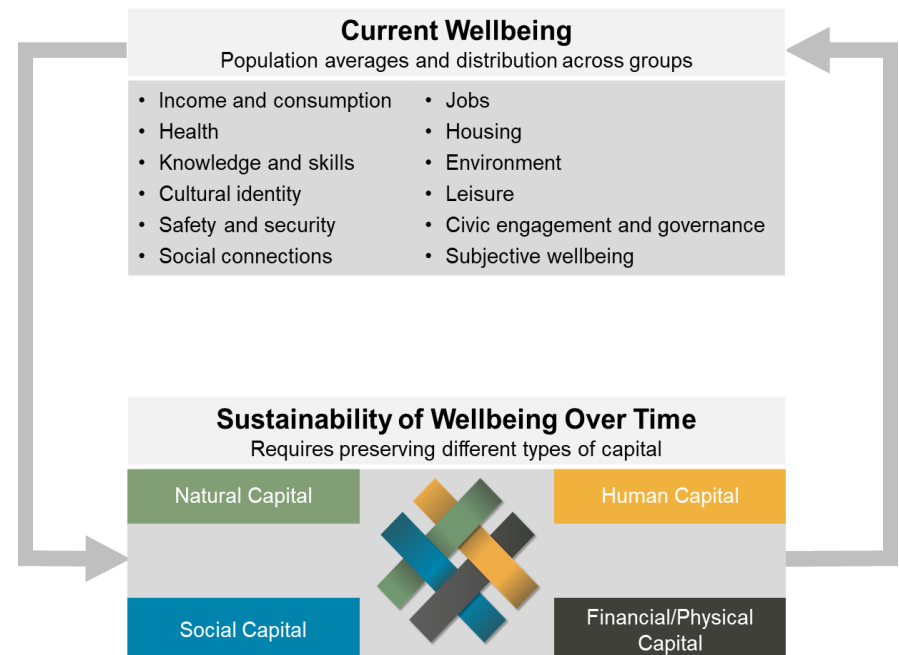 Current Wellbeing
Population averages and distribution across groups
• Income and consumption
• Health
• Knowledge and skills
• Cultural identity
• Safety and security
• Social connections
• Jobs
• Housing
• Environment
• Leisure
• Civic engagement and governance
• Subjective wellbeing
Sustainability of Wellbeing Over Time
Requires preserving different types of capital
Natural Capital
Human Capital
Social Capital
Financial/Physical
Capital